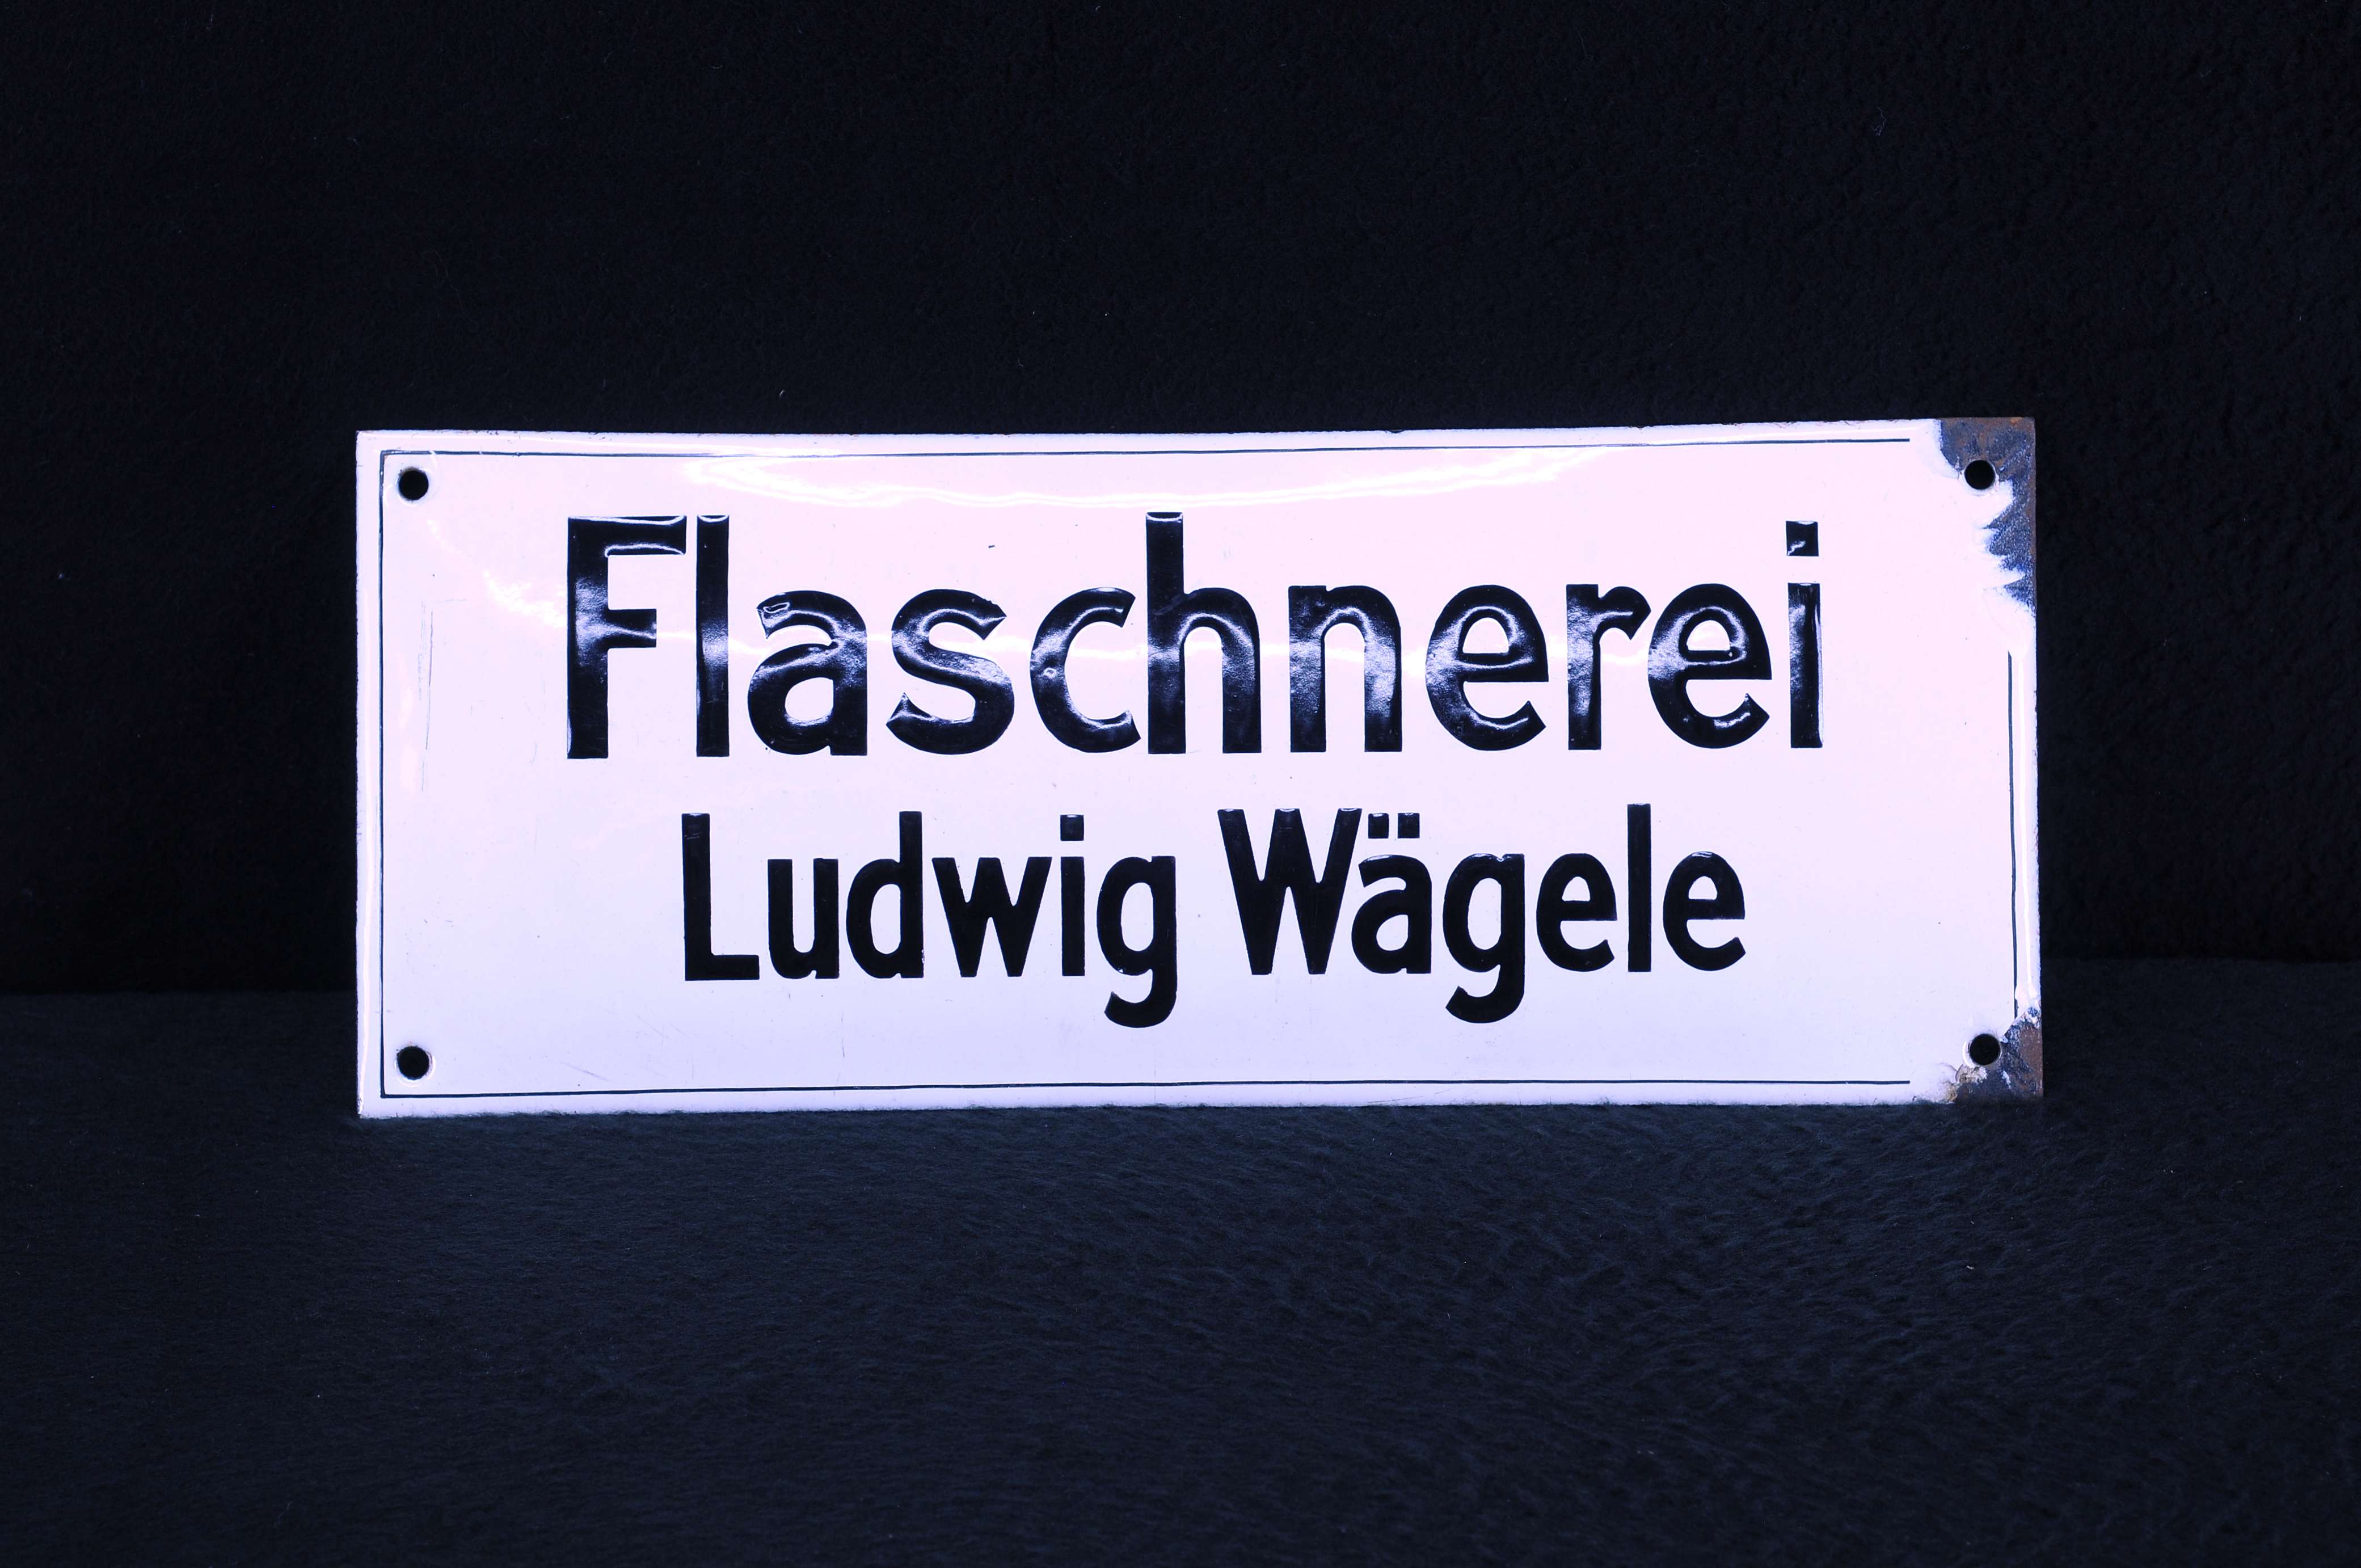 Flaschnerei
Ludwig Wägele